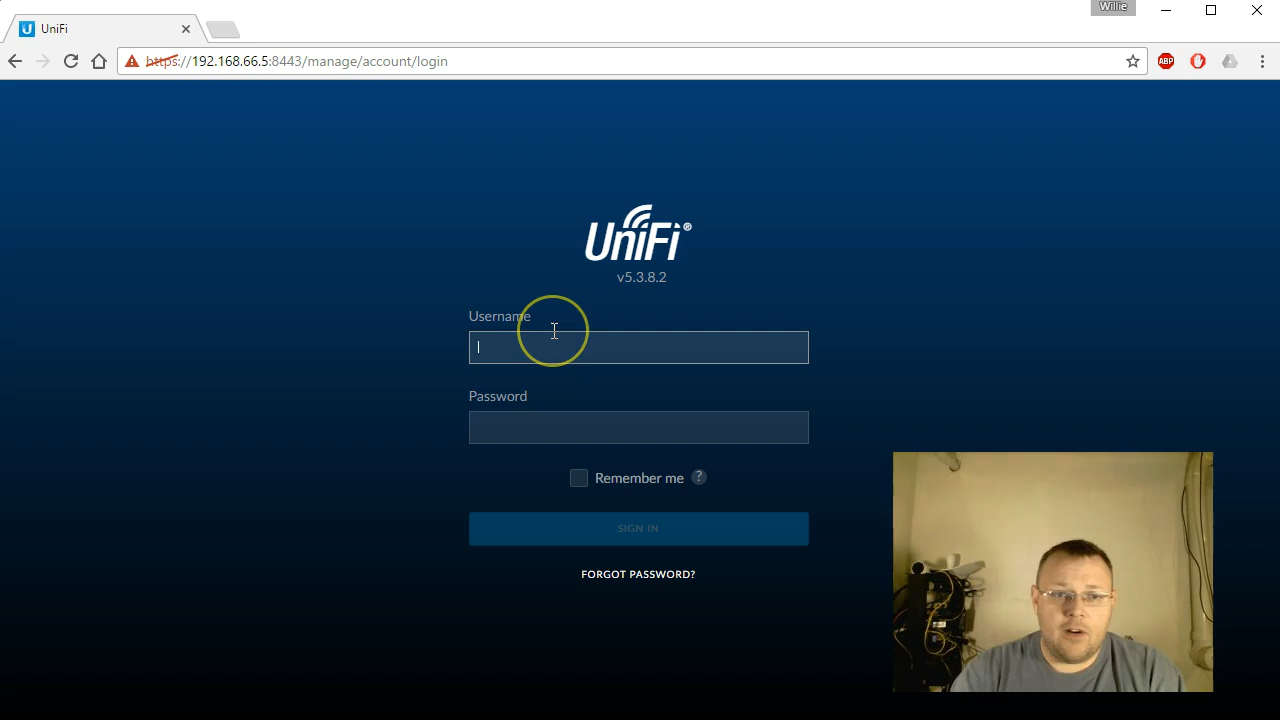 Willie
UniFi
https://192.168.66.5:8443/manage/account/login
ABP
UniFi®
v5.3.8.2
Username
Password
Remember me ?
SIGN IN
FORGOT PASSWORD?